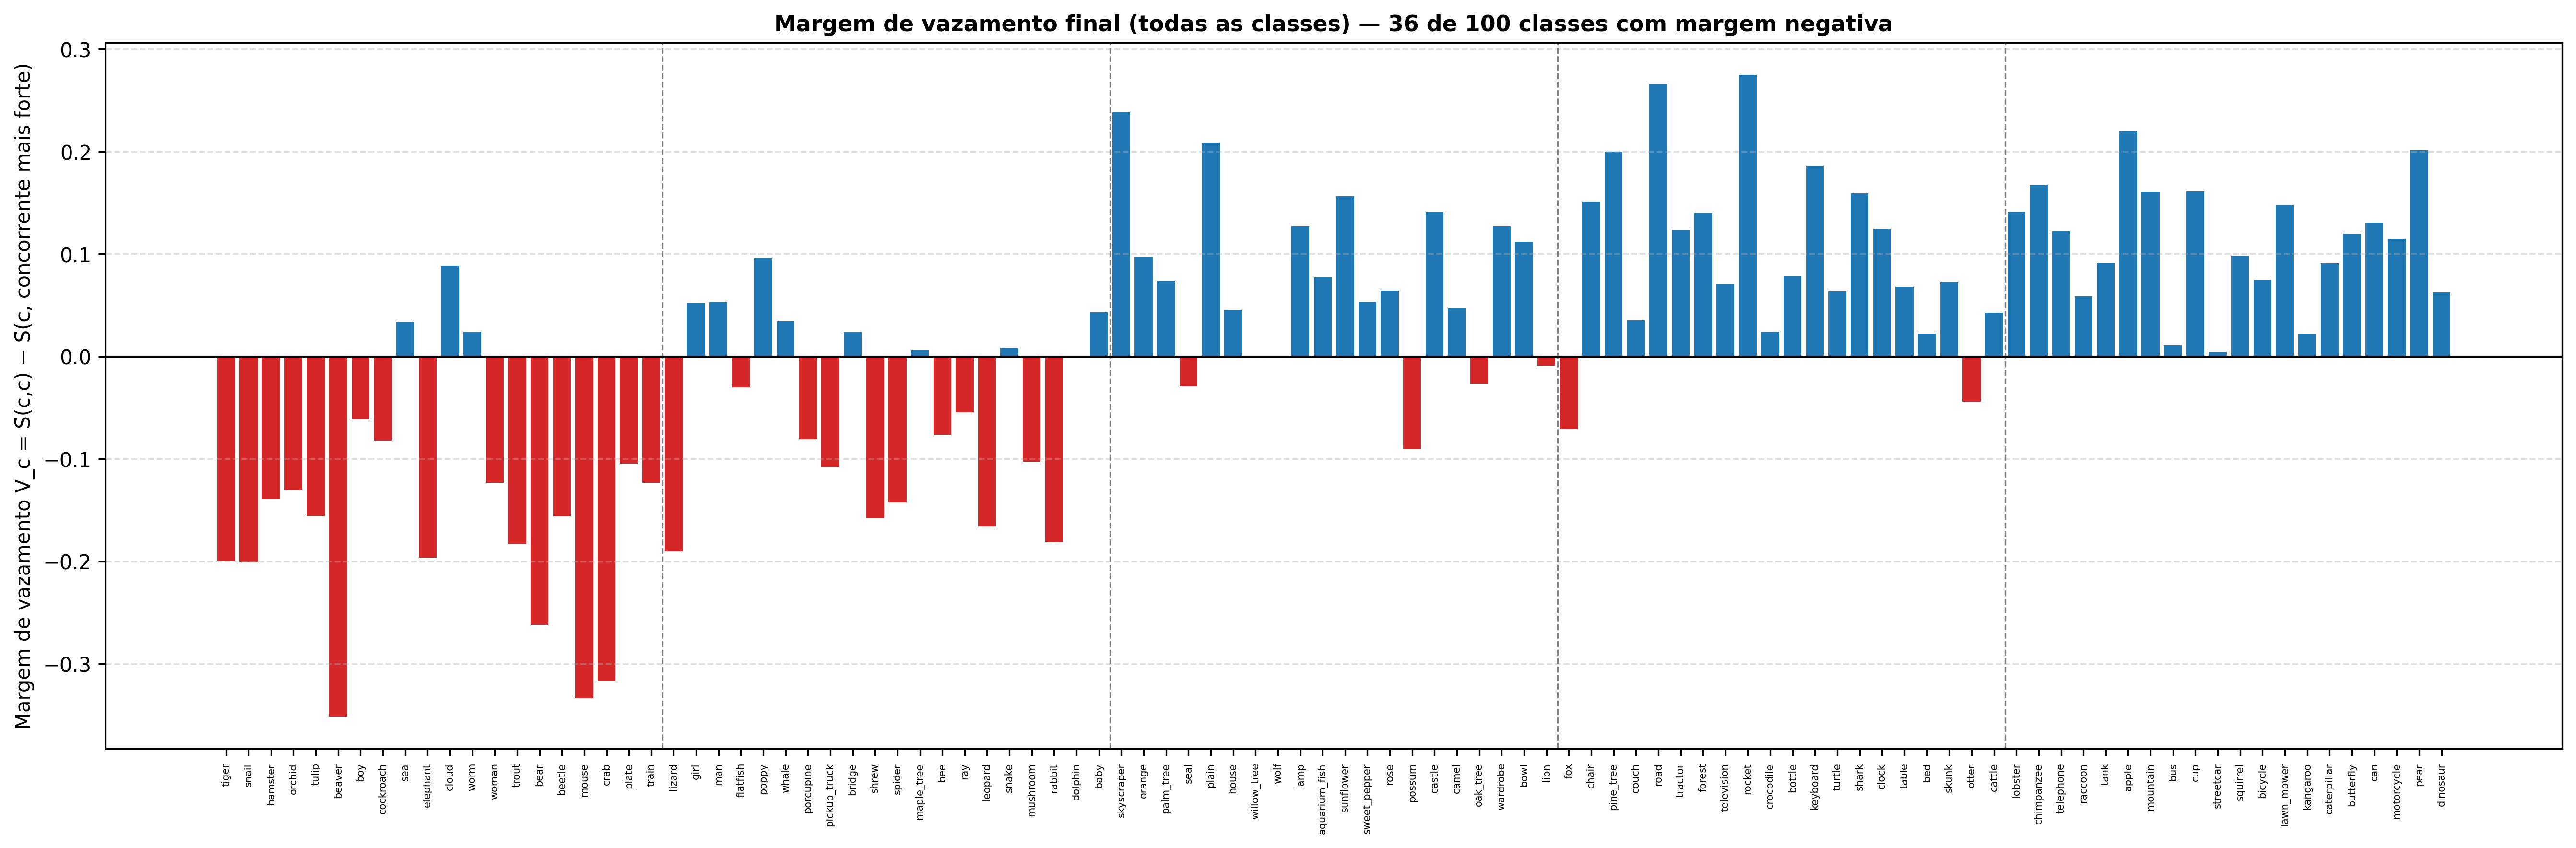 Margem de vazamento final (todas as classes) — 36 de 100 classes com margem negativa
Margem de vazamento V_c = S(c,c) − S(c, concorrente mais forte)
0.3
0.2
0.1
0.0
−0.1
−0.2
−0.3
tiger
snail
hamster
orchid
tulip
beaver
boy
cockroach
sea
elephant
cloud
worm
woman
trout
bear
beetle
mouse
crab
plate
train
lizard
girl
man
flatfish
poppy
whale
porcupine
pickup_truck
bridge
shrew
spider
maple_tree
bee
ray
leopard
snake
mushroom
rabbit
dolphin
baby
skyscraper
orange
palm_tree
seal
plain
house
willow_tree
wolf
lamp
aquarium_fish
sunflower
sweet_pepper
rose
possum
castle
camel
oak_tree
wardrobe
bowl
lion
fox
chair
pine_tree
couch
road
tractor
forest
television
rocket
crocodile
bottle
keyboard
turtle
shark
clock
table
bed
skunk
otter
cattle
lobster
chimpanzee
telephone
raccoon
tank
apple
mountain
bus
cup
streetcar
squirrel
bicycle
lawn_mower
kangaroo
caterpillar
butterfly
can
motorcycle
pear
dinosaur